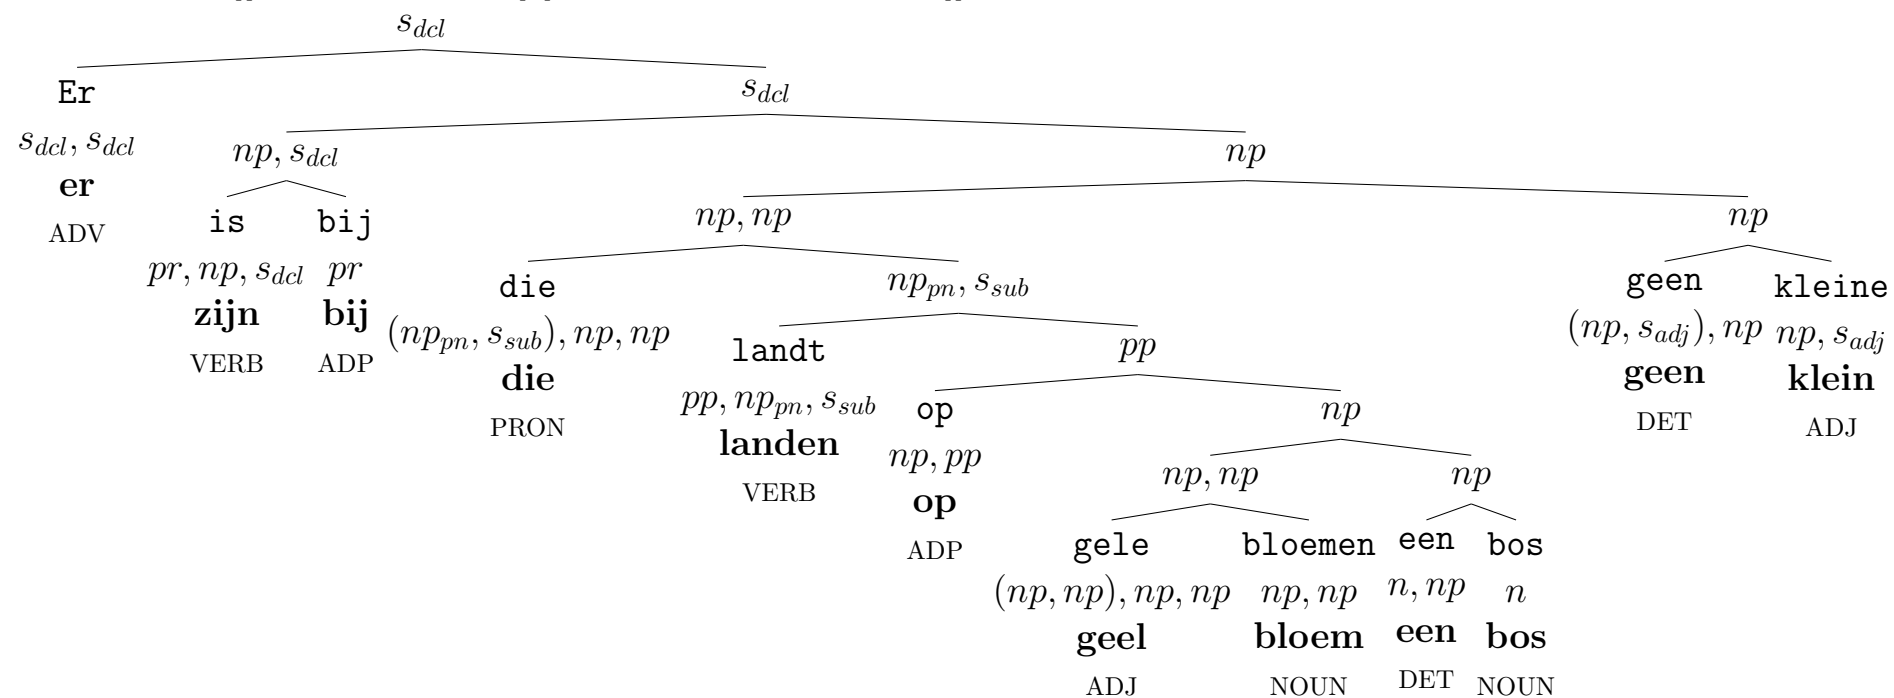 s_dcl
Er s_dcl
s_dcl, s_dcl np, s_dcl np
er
ADV is bij np, np np
pr, np, s_dcl pr die np_pn, s_sub geen kleine
zijn bij (np_pn, s_sub), np, np landt pp (np, s_adj), np np, s_adj
VERB ADP die pp, np_pn, s_sub op np geen klein
PRON landen np, pp np, np np DET ADJ
VERB op
ADP gele bloemen een bos
(np, np), np, np np, np n, np n
geel bloem een bos
ADJ NOUN DET NOUN